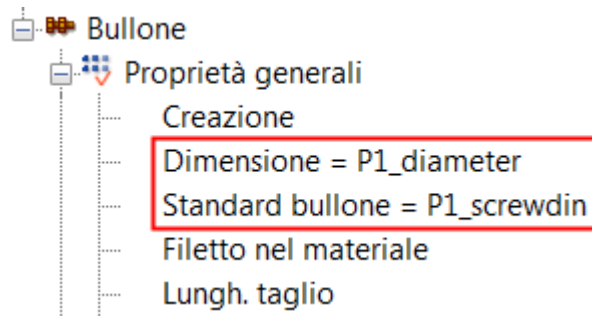 Bullone
Proprietà generali
Creazione
Dimensione = P1_diameter
Standard bullone = P1_screwdin
Filetto nel materiale
Lungh. taglio